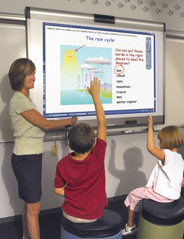 The rain cycle
Can you put these
words in the right
places to label the
diagram?
sun
cloud
rain
mountain
rivers
sea
water vapour